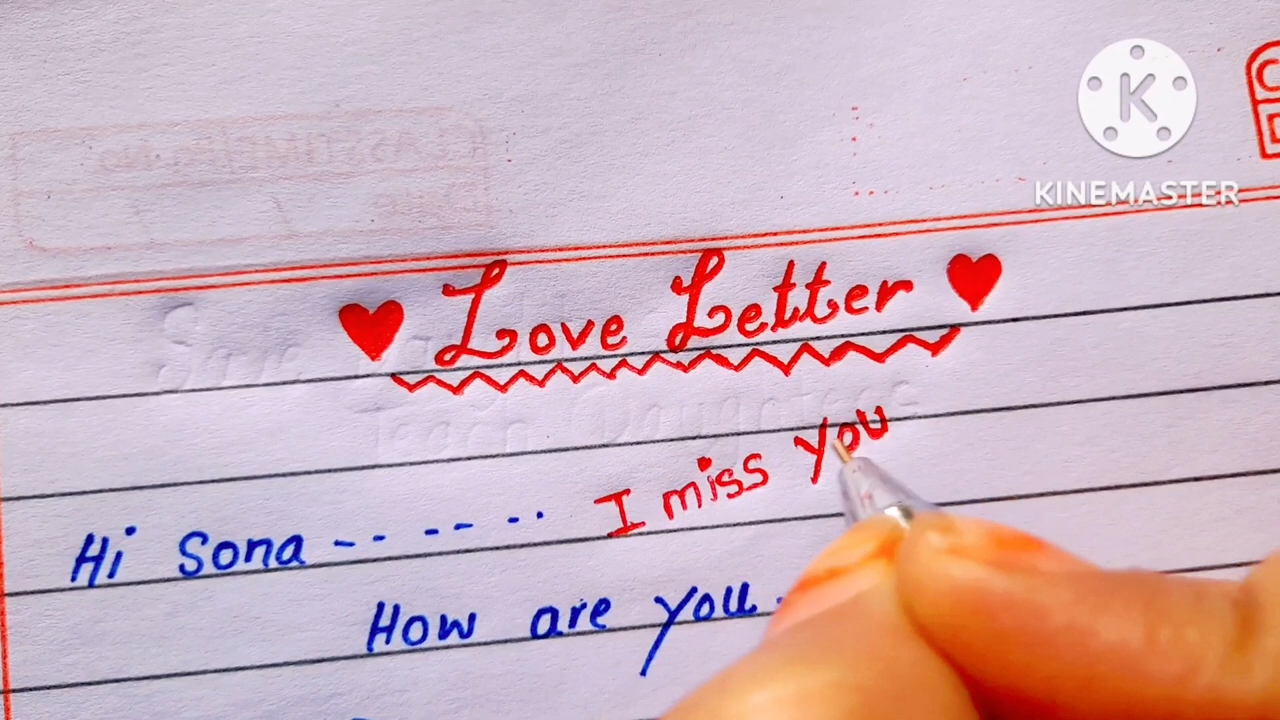 KINEMASTER
Love Letter
I miss you
Hi Sona -- -- -- ..
How are you.